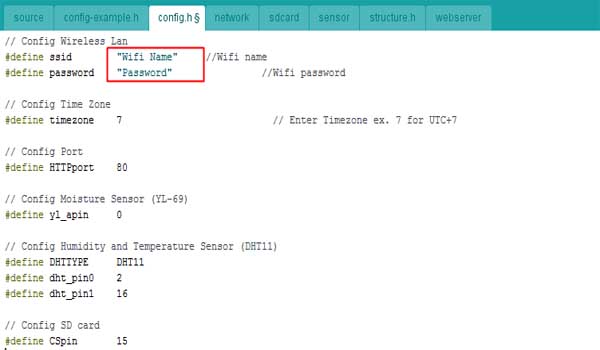 source config-example.h config.h § network sdcard sensor structure.h webserver
// Config Wireless Lan
#define ssid "Wifi Name" //Wifi name
#define password "Password" //Wifi password
// Config Time Zone
#define timezone 7 // Enter Timezone ex. 7 for UTC+7
// Config Port
#define HTTPport 80
// Config Moisture Sensor (YL-69)
#define yl_apin 0
// Config Humidity and Temperature Sensor (DHT11)
#define DHTTYPE DHT11
#define dht_pin0 2
#define dht_pin1 16
// Config SD card
#define CSpin 15